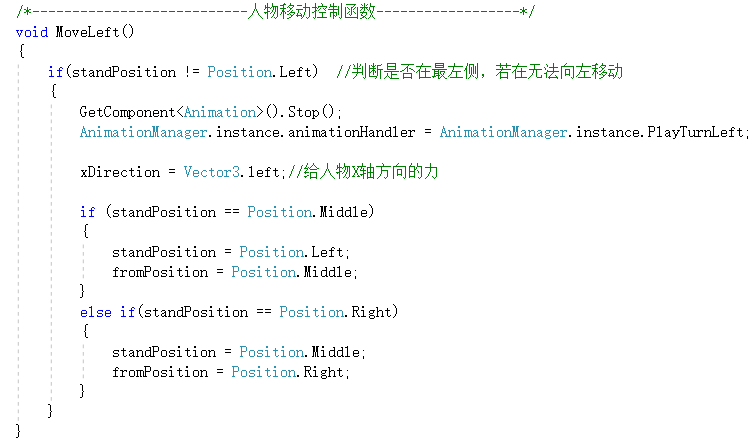 /*---------------------------人物移动控制函数------------------*/
void MoveLeft()
{
    if(standPosition != Position.Left)  //判断是否在最左侧，若在无法向左移动
    {
        GetComponent<Animation>().Stop();
        AnimationManager.instance.animationHandler = AnimationManager.instance.PlayTurnLeft;

        xDirection = Vector3.left;//给人物X轴方向的力

        if (standPosition == Position.Middle)
        {
            standPosition = Position.Left;
            fromPosition = Position.Middle;
        }
        else if(standPosition == Position.Right)
        {
            standPosition = Position.Middle;
            fromPosition = Position.Right;
        }
    }
}